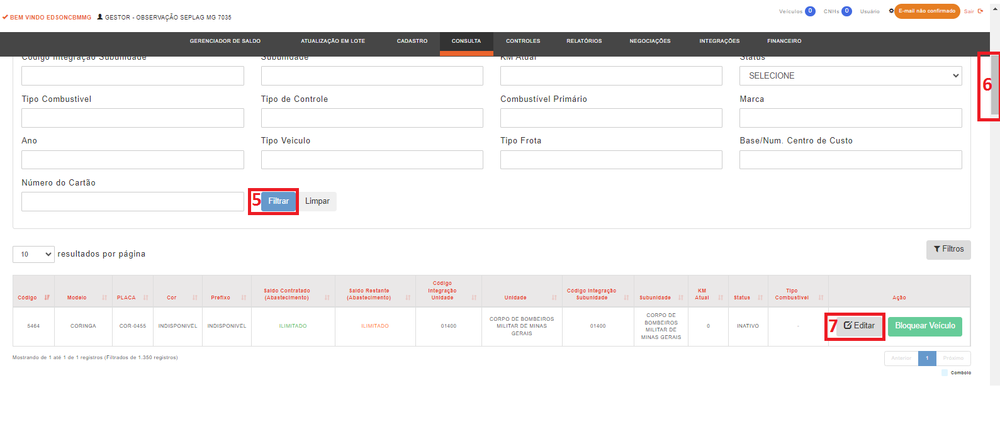 BEM VINDO EDSONCBMMG GESTOR - OBSERVAÇÃO SEPLAG MG 7035
Veículos 0 CNHs 0 Usuário E-mail não confirmado Sair
GERENCIADOR DE SALDO ATUALIZAÇÃO EM LOTE CADASTRO CONSULTA CONTROLES RELATÓRIOS NEGOCIAÇÕES INTEGRAÇÕES FINANCEIRO
Código Integração Subunidade Subunidade KM Atual Status
SELECIONE
6
Tipo Combustivel Tipo de Controle Combustível Primário Marca
Ano Tipo Veiculo Tipo Frota Base/Num. Centro de Custo
Número do Cartão
5 Filtrar Limpar
10 resultados por página
Filtros
Código Modelo PLACA Cor Prefixo Saldo Contratado (Abastecimento) Saldo Restante (Abastecimento) Código Integração Unidade Unidade Código Integração Subunidade Subunidade KM Atual Status Tipo Combustível Ação
5464 CORINGA COR-0455 INDISPONIVEL INDISPONIVEL ILIMITADO ILIMITADO 01400 CORPO DE BOMBEIROS MILITAR DE MINAS GERAIS 01400 CORPO DE BOMBEIROS MILITAR DE MINAS GERAIS 0 INATIVO - 7 Editar Bloquear Veículo
Mostrando de 1 até 1 de 1 registros (Filtrados de 1.350 registros)
Anterior 1 Próximo
Comboio